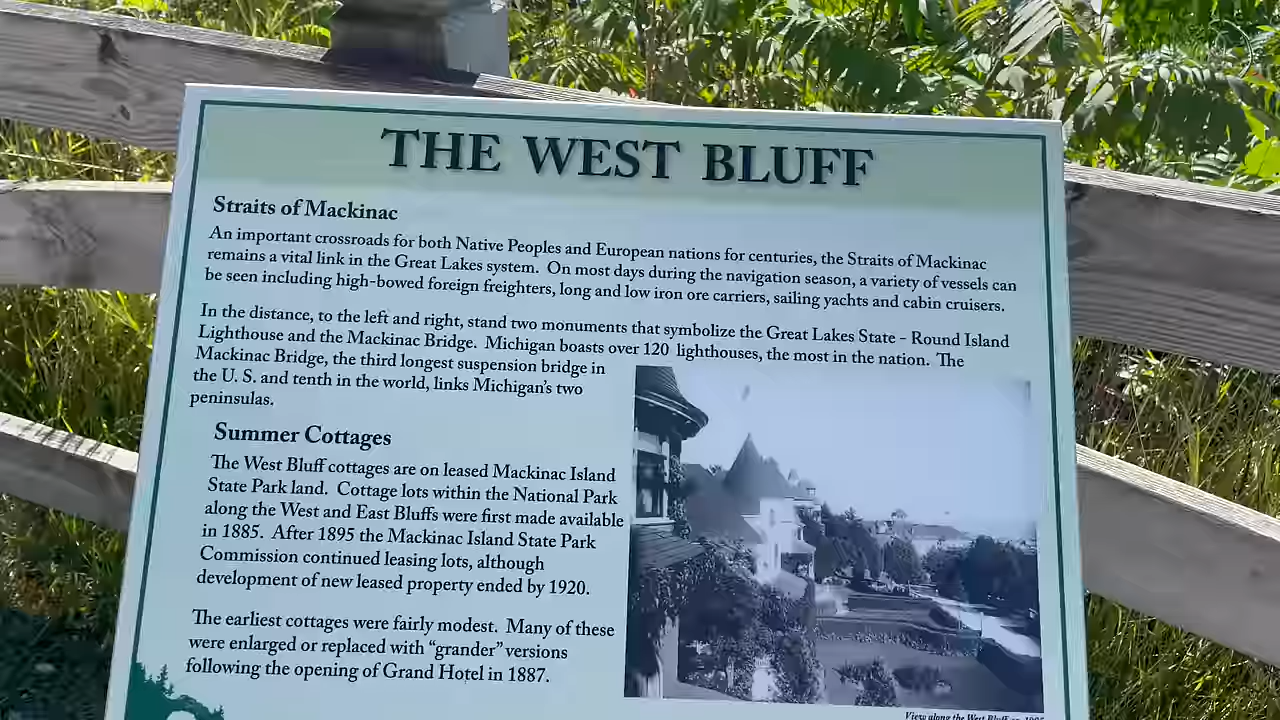 THE WEST BLUFF
Straits of Mackinac
An important crossroads for both Native Peoples and European nations for centuries, the Straits of Mackinac
remains a vital link in the Great Lakes system. On most days during the navigation season, a variety of vessels can
be seen including high-bowed foreign freighters, long and low iron ore carriers, sailing yachts and cabin cruisers.
In the distance, to the left and right, stand two monuments that symbolize the Great Lakes State - Round Island
Lighthouse and the Mackinac Bridge. Michigan boasts over 120 lighthouses, the most in the nation. The
Mackinac Bridge, the third longest suspension bridge in
the U. S. and tenth in the world, links Michigan's two
peninsulas.
Summer Cottages
The West Bluff cottages are on leased Mackinac Island
State Park land. Cottage lots within the National Park
along the West and East Bluffs were first made available
in 1885. After 1895 the Mackinac Island State Park
Commission continued leasing lots, although
development of new leased property ended by 1920.
The earliest cottages were fairly modest. Many of these
were enlarged or replaced with "grander" versions
following the opening of Grand Hotel in 1887.
View along the West Bluff